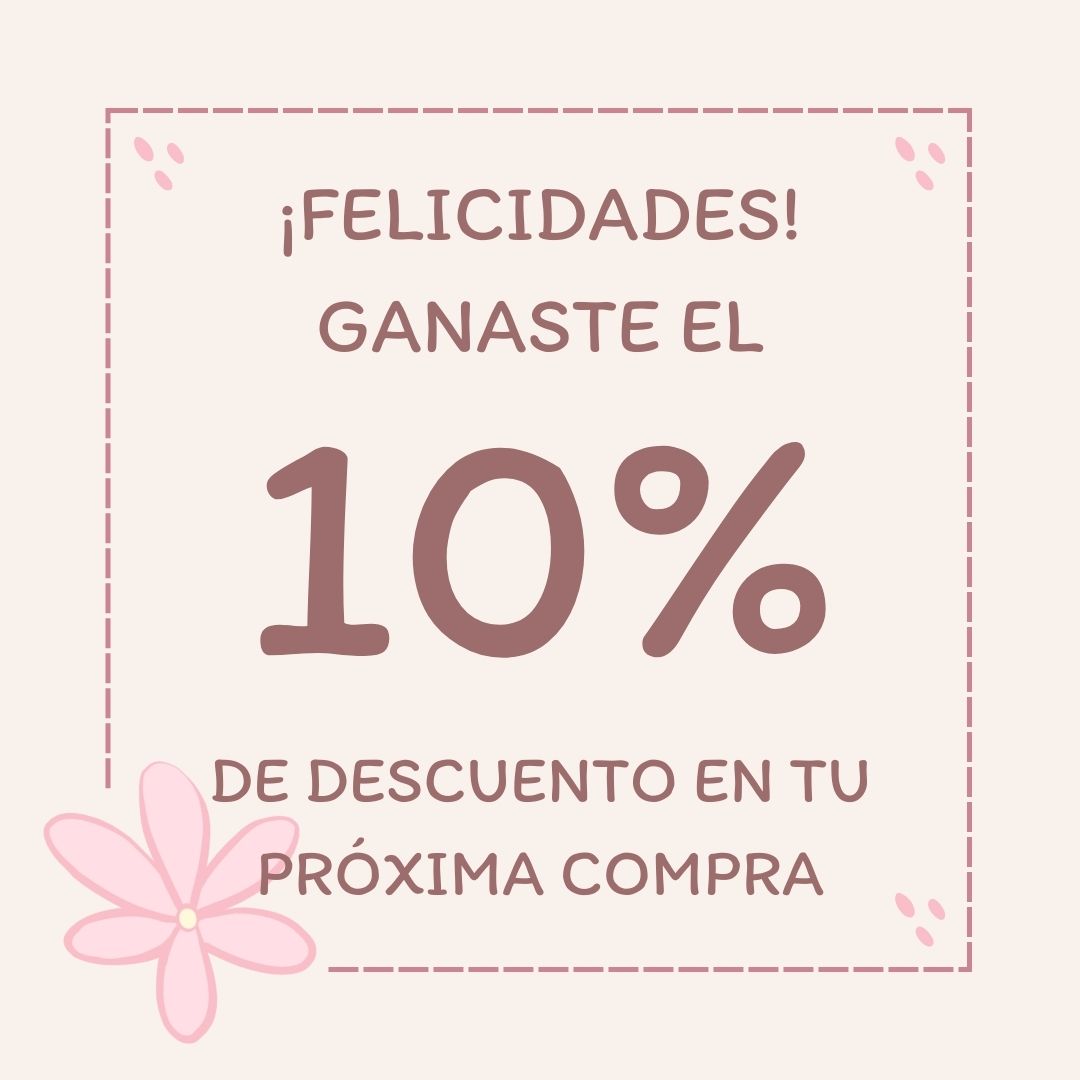 ¡FELICIDADES!
GANASTE EL
10%
DE DESCUENTO EN TU
PRÓXIMA COMPRA